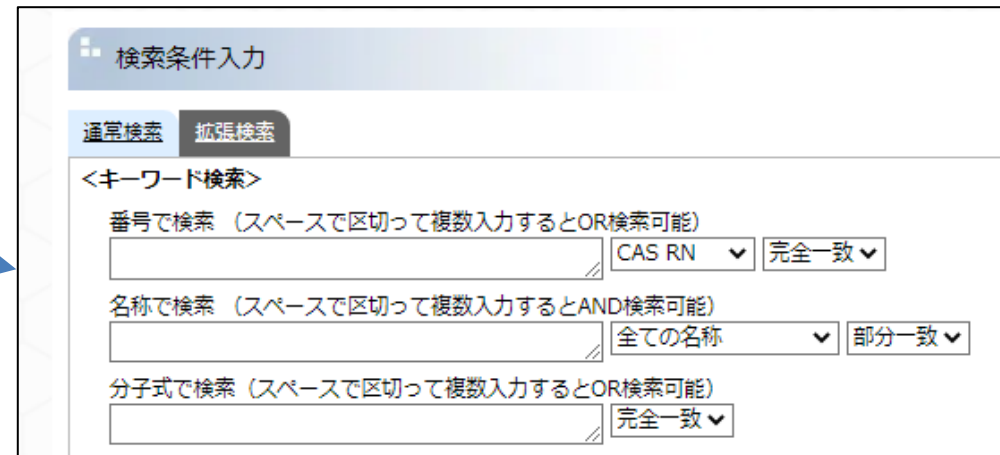 検索条件入力
通常検索 拡張検索
<キーワード検索>
番号で検索 （スペースで区切って複数入力するとOR検索可能）
CAS RN 完全一致
名称で検索 （スペースで区切って複数入力するとAND検索可能）
全ての名称 部分一致
分子式で検索（スペースで区切って複数入力するとOR検索可能）
完全一致